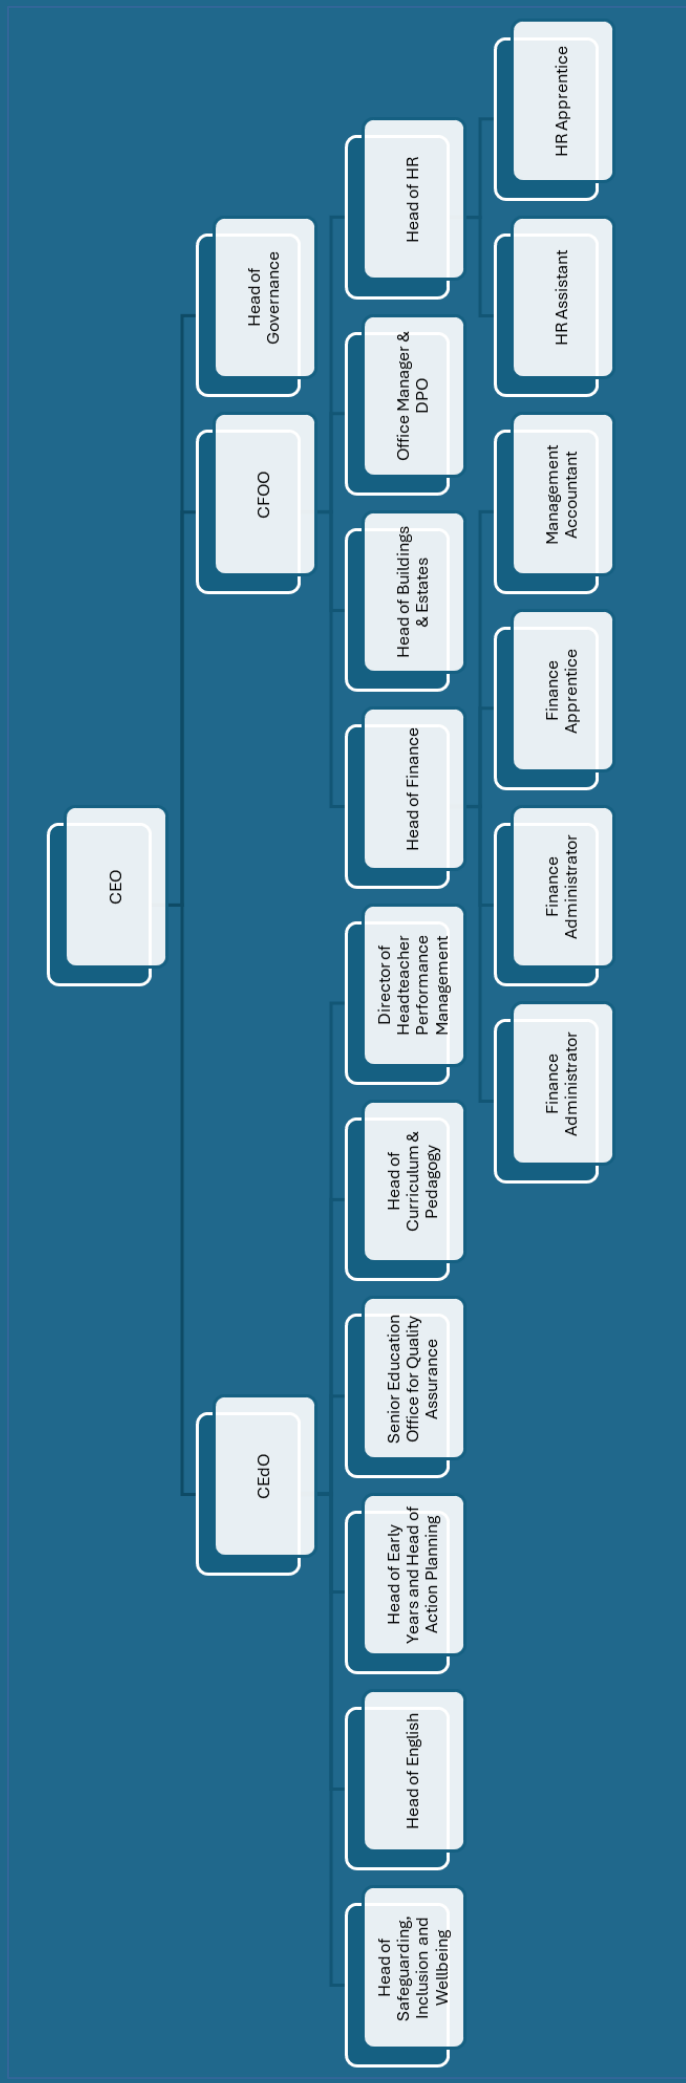 CEO
CEdO
CFOO
Head of
Governance
Head of
Safeguarding,
Inclusion and
Wellbeing
Head of English
Head of Early
Years and Head of
Action Planning
Senior Education
Office for Quality
Assurance
Head of
Curriculum &
Pedagogy
Director of
Headteacher
Performance
Management
Head of Finance
Head of Buildings
& Estates
Office Manager &
DPO
Head of HR
Finance
Administrator
Finance
Administrator
Finance
Apprentice
Management
Accountant
HR Assistant
HR Apprentice